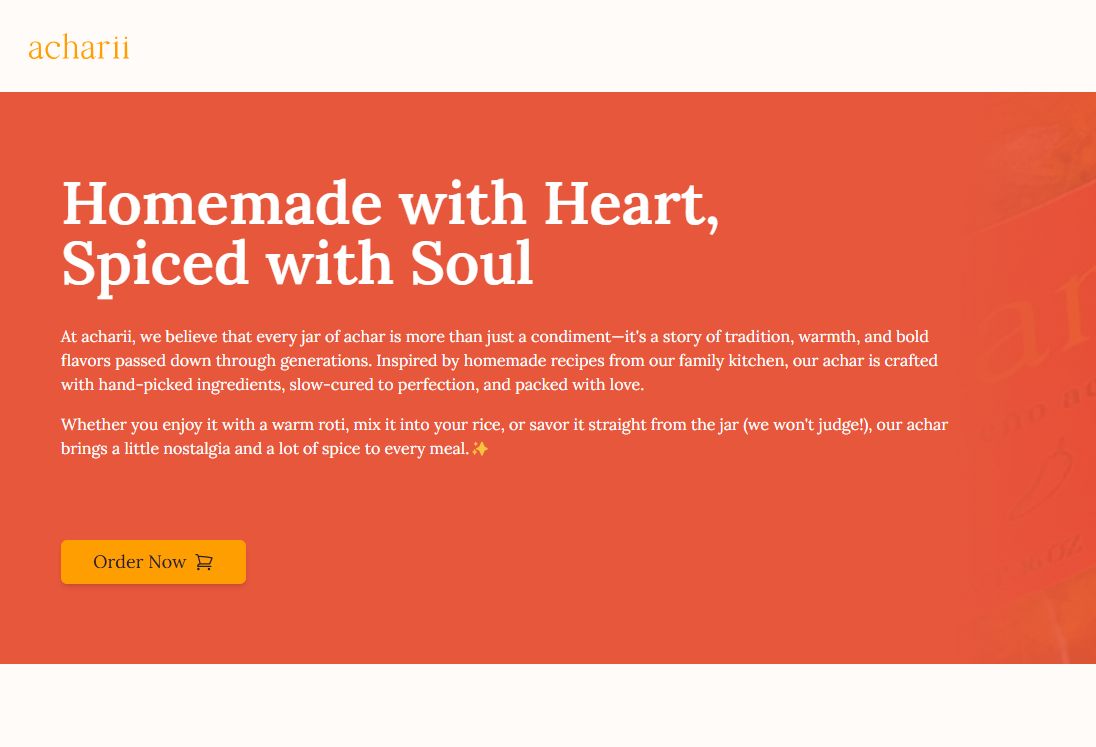 acharii
Homemade with Heart,
Spiced with Soul
At acharii, we believe that every jar of achar is more than just a condiment—it's a story of tradition, warmth, and bold
flavors passed down through generations. Inspired by homemade recipes from our family kitchen, our achar is crafted
with hand-picked ingredients, slow-cured to perfection, and packed with love.
Whether you enjoy it with a warm roti, mix it into your rice, or savor it straight from the jar (we won't judge!), our achar
brings a little nostalgia and a lot of spice to every meal.✨
Order Now